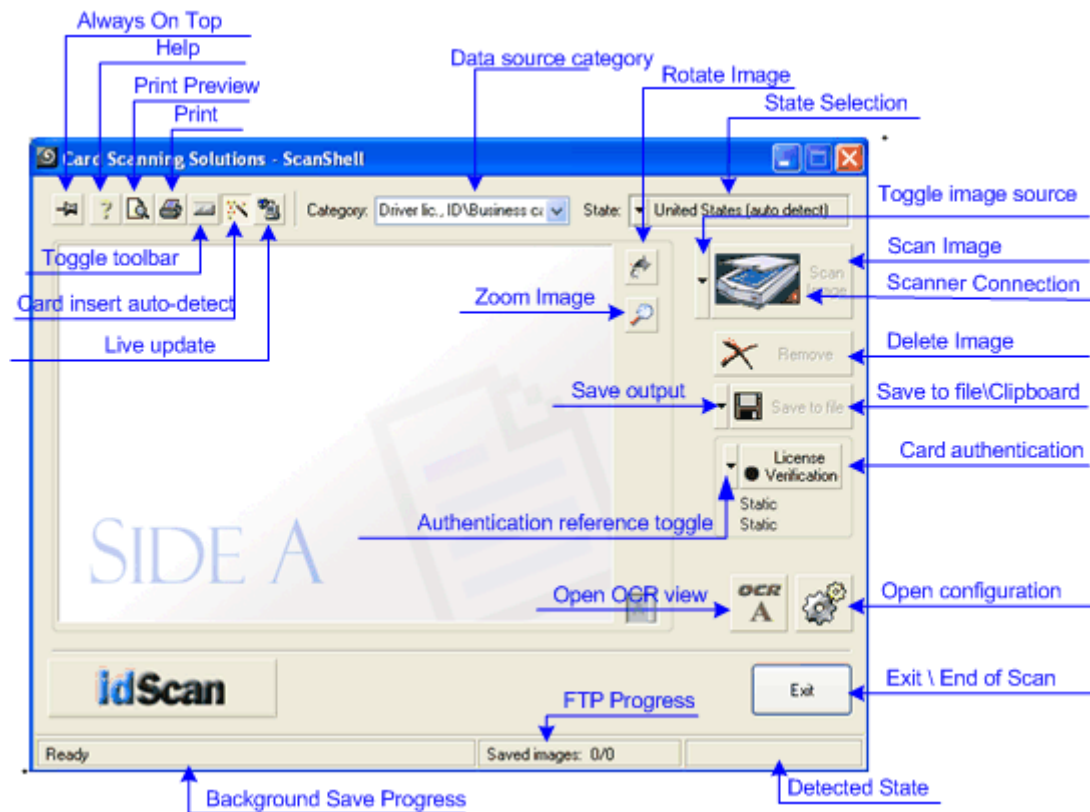 Always On Top
Help
Print Preview
Print
Data source category
Rotate Image
State Selection
Card Scanning Solutions - ScanShell
Category:
Driver lic., ID\Business ca
State:
United States (auto detect)
Toggle image source
Toggle toolbar
Card insert auto-detect
Live update
Zoom Image
Scan Image
Scan Image
Scanner Connection
Remove
Delete Image
Save output
Save to file
Save to file\Clipboard
License
Verification
Card authentication
Static
Static
Authentication reference toggle
SIDE A
Open OCR view
OCR
A
Open configuration
idScan
Exit
Exit \ End of Scan
FTP Progress
Ready
Saved images: 0/0
Background Save Progress
Detected State